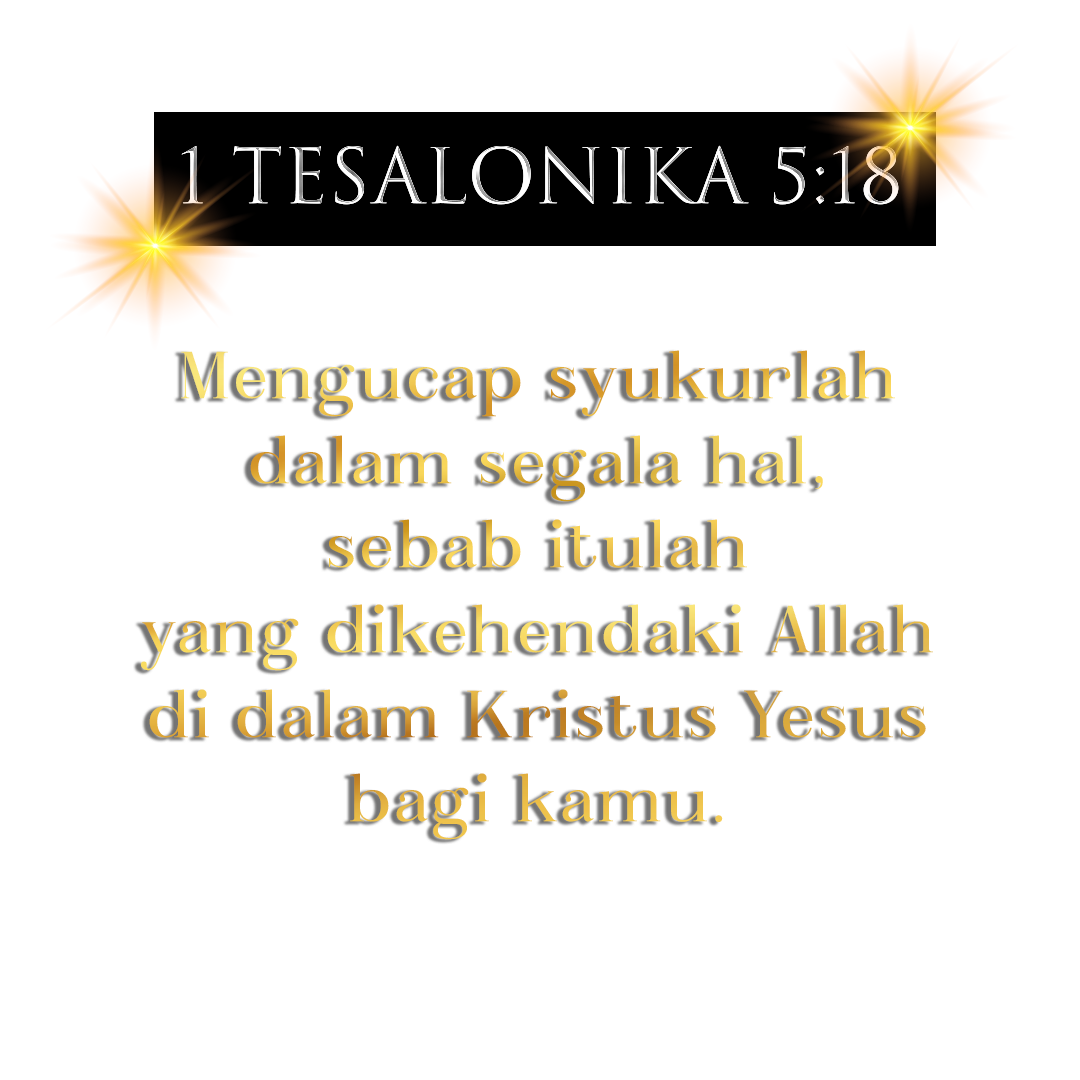 1 TESALONIKA 5:18
Mengucap syukurlah
dalam segala hal,
sebab itulah
yang dikehendaki Allah
di dalam Kristus Yesus
bagi kamu.